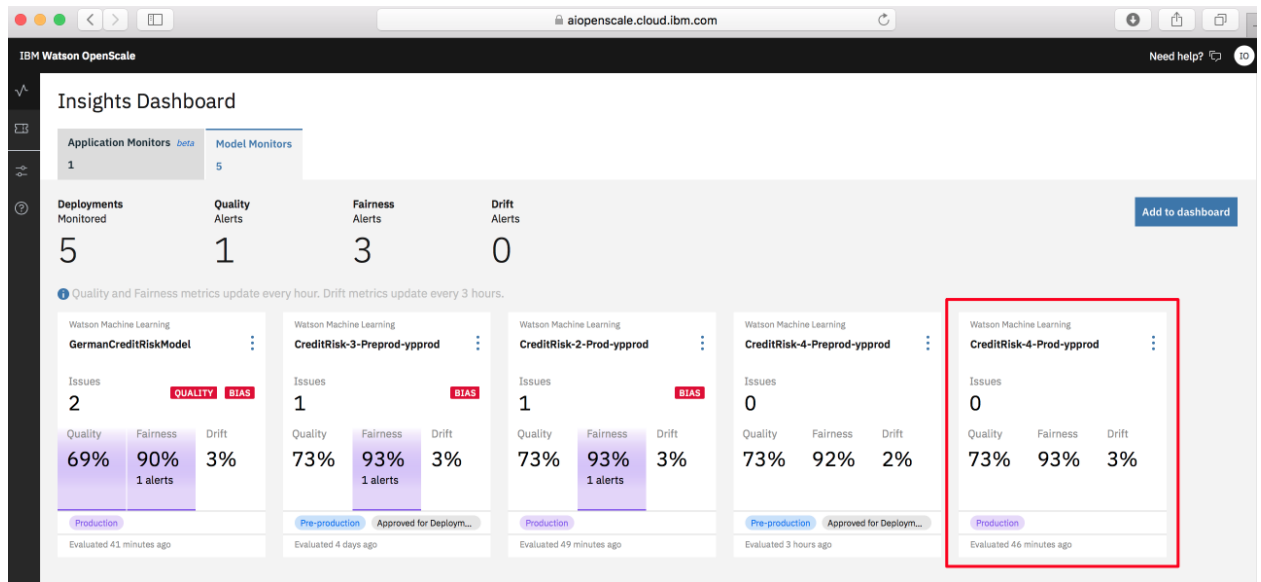 aiopenscale.cloud.ibm.com
IBM Watson OpenScale
Need help?
IO
Insights Dashboard
Application Monitors beta
1
Model Monitors
5
Deployments
Monitored
5
Quality
Alerts
1
Fairness
Alerts
3
Drift
Alerts
0
Add to dashboard
Quality and Fairness metrics update every hour. Drift metrics update every 3 hours.
Watson Machine Learning
GermanCreditRiskModel
Issues
2
QUALITY BIAS
Quality Fairness Drift
69% 90% 3%
1 alerts
Production
Evaluated 41 minutes ago
Watson Machine Learning
CreditRisk-3-Preprod-ypprod
Issues
1
BIAS
Quality Fairness Drift
73% 93% 3%
1 alerts
Pre-production Approved for Deploym...
Evaluated 4 days ago
Watson Machine Learning
CreditRisk-2-Prod-ypprod
Issues
1
BIAS
Quality Fairness Drift
73% 93% 3%
1 alerts
Production
Evaluated 49 minutes ago
Watson Machine Learning
CreditRisk-4-Preprod-ypprod
Issues
0
Quality Fairness Drift
73% 92% 2%
Pre-production Approved for Deploym...
Evaluated 3 hours ago
Watson Machine Learning
CreditRisk-4-Prod-ypprod
Issues
0
Quality Fairness Drift
73% 93% 3%
Production
Evaluated 46 minutes ago